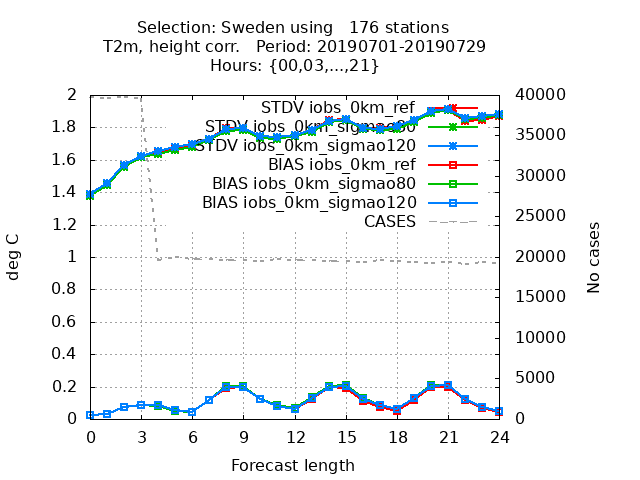 Selection: Sweden using 176 stations
T2m, height corr. Period: 20190701-20190729
Hours: {00,03,...,21}
2
1.8
1.6
1.4
1.2
1
0.8
0.6
0.4
0.2
0
deg C
40000
35000
30000
25000
20000
15000
10000
5000
0
No cases
STDV iobs_0km_ref
STDV iobs_0km_sigmao80
STDV iobs_0km_sigmao120
BIAS iobs_0km_ref
BIAS iobs_0km_sigmao80
BIAS iobs_0km_sigmao120
CASES
0 3 6 9 12 15 18 21 24
Forecast length